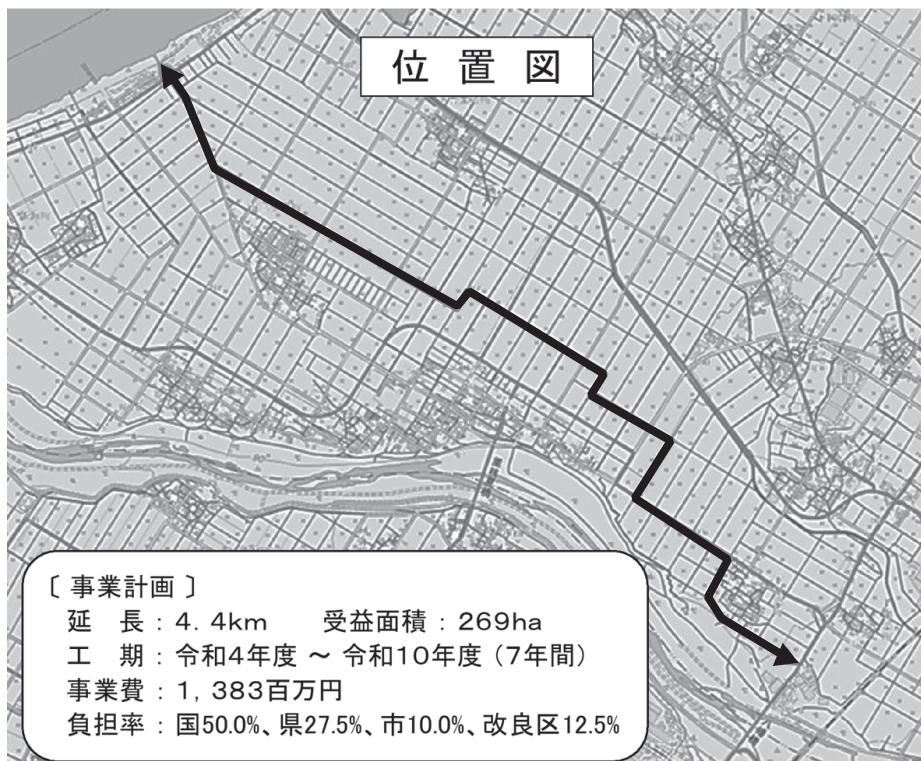 位 置 図
〔 事業計画 〕
延 長 : 4. 4km 受益面積 : 269ha
工 期 : 令和4年度 ~ 令和10年度 (7年間)
事業費 : 1, 383百万円
負担率 : 国50.0%、県27.5%、市10.0%、改良区12.5%